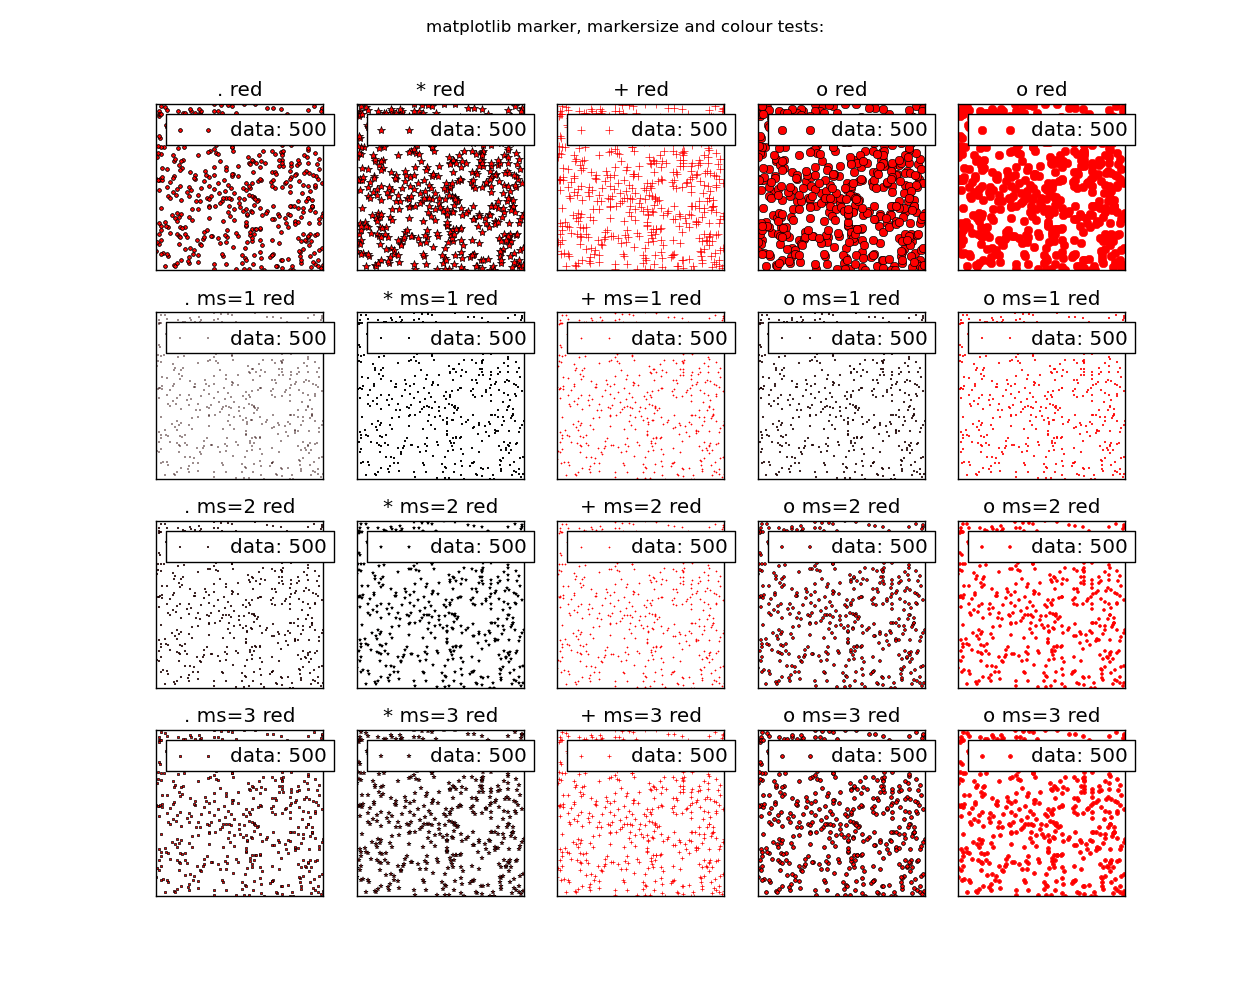 matplotlib marker, markersize and colour tests:
. red
* red
+ red
o red
o red
data: 500
data: 500
data: 500
data: 500
data: 500
. ms=1 red
* ms=1 red
+ ms=1 red
o ms=1 red
o ms=1 red
data: 500
data: 500
data: 500
data: 500
data: 500
. ms=2 red
* ms=2 red
+ ms=2 red
o ms=2 red
o ms=2 red
data: 500
data: 500
data: 500
data: 500
data: 500
. ms=3 red
* ms=3 red
+ ms=3 red
o ms=3 red
o ms=3 red
data: 500
data: 500
data: 500
data: 500
data: 500